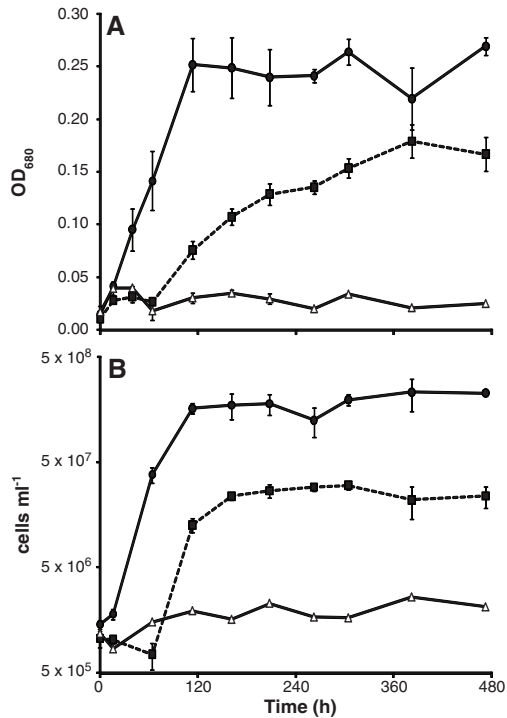 A
0.30
0.25
0.20
0.15
0.10
0.05
0.00
OD680
B
5 x 10^8
5 x 10^7
5 x 10^6
5 x 10^5
cells ml^-1
0 120 240 360 480
Time (h)